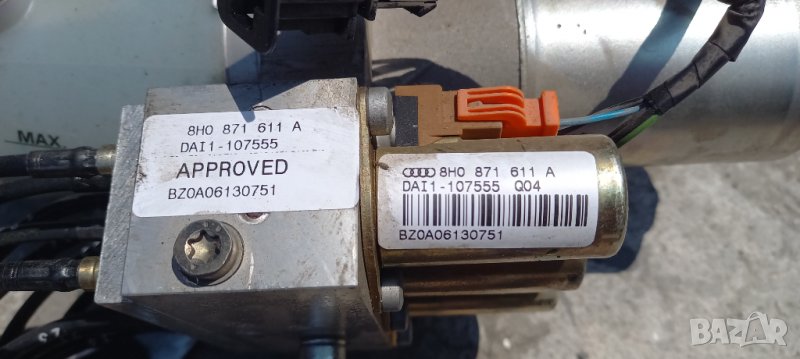 MAX.
8H0 871 611 A
DAI1-107555
APPROVED
BZ0A06130751
8H0 871 611 A
DAI1-107555 Q04
BZ0A06130751
BAZAR